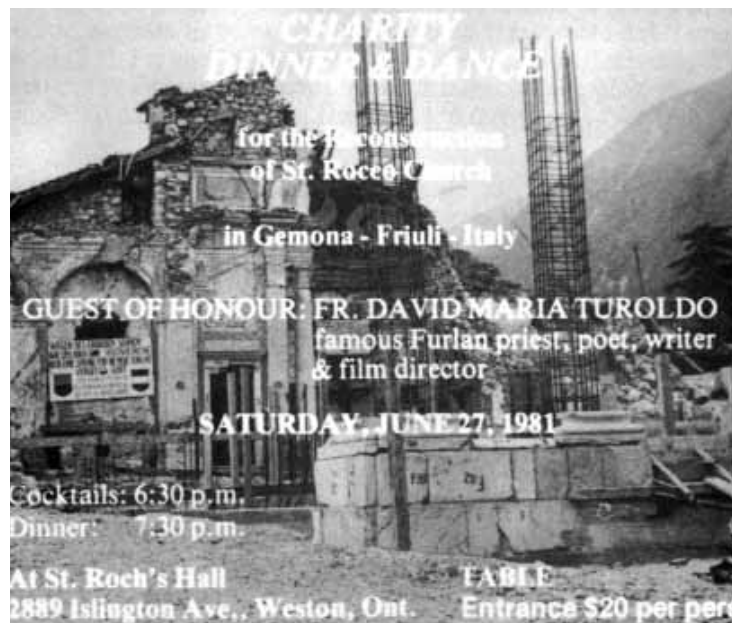 CHARITY
DINNER & DANCE
for the Reconstruction
of St. Rocco Church
in Gemona - Friuli - Italy
GUEST OF HONOUR: FR. DAVID MARIA TUROLDO
famous Furlan priest, poet, writer
& film director
SATURDAY, JUNE 27, 1981
Cocktails: 6:30 p.m.
Dinner: 7:30 p.m.
At St. Roch's Hall
2889 Islington Ave., Weston, Ont.
TABLE
Entrance $20 per pers